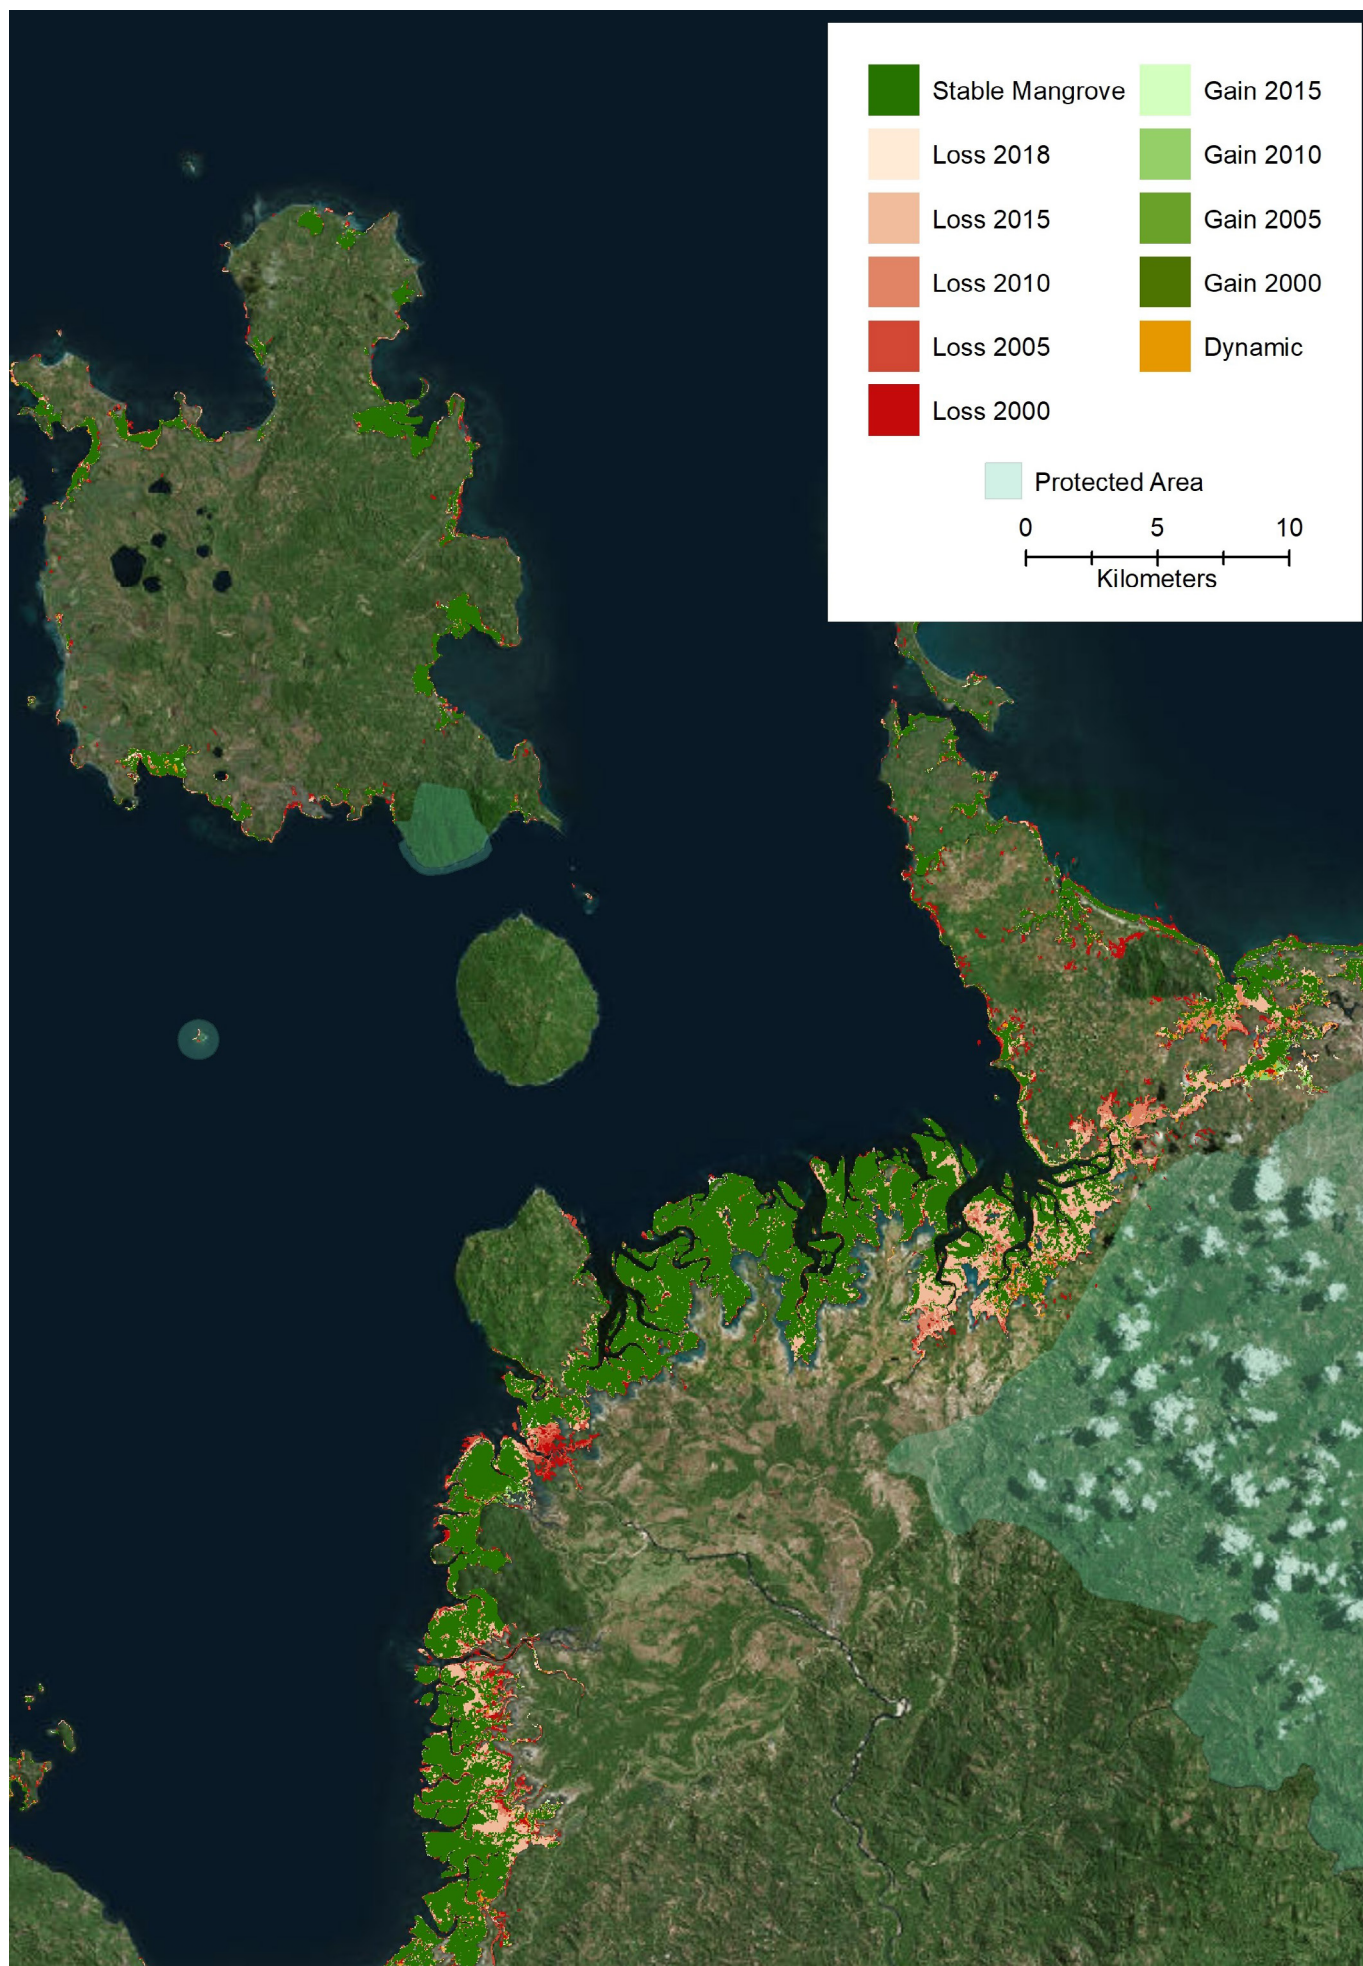 Stable Mangrove
Loss 2018
Loss 2015
Loss 2010
Loss 2005
Loss 2000
Gain 2015
Gain 2010
Gain 2005
Gain 2000
Dynamic
Protected Area
0 5 10
Kilometers